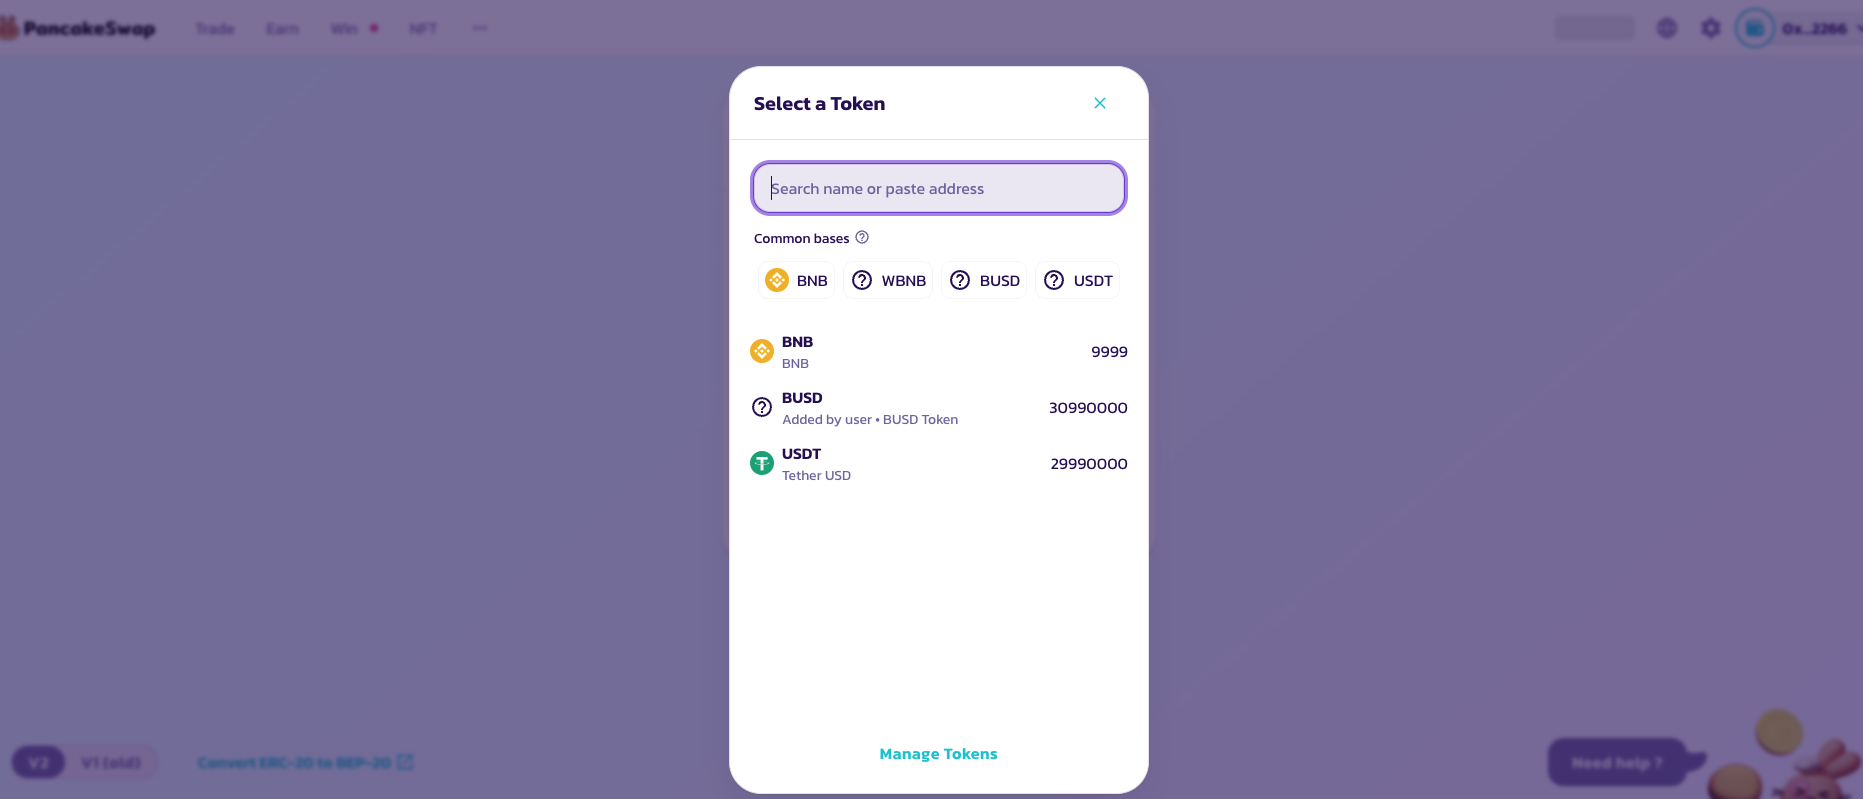 PancakeSwap
Trade Earn Win NFT ...
0x...2266
Select a Token
Search name or paste address
Common bases
BNB WBNB BUSD USDT
BNB 9999
BNB
BUSD 30990000
Added by user • BUSD Token
USDT 29990000
Tether USD
Manage Tokens
V2 V1 (old) Convert ERC-20 to BEP-20
Need help ?